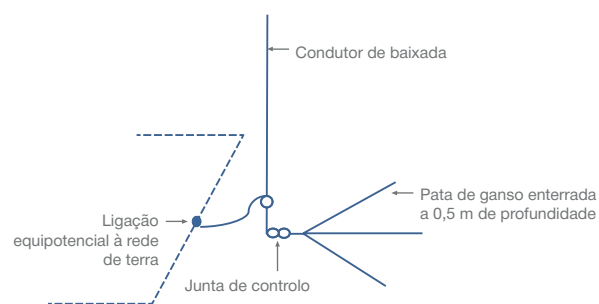 Condutor de baixada
Pata de ganso enterrada
a 0,5 m de profundidade
Ligação
equipotencial à rede
de terra
Junta de controlo